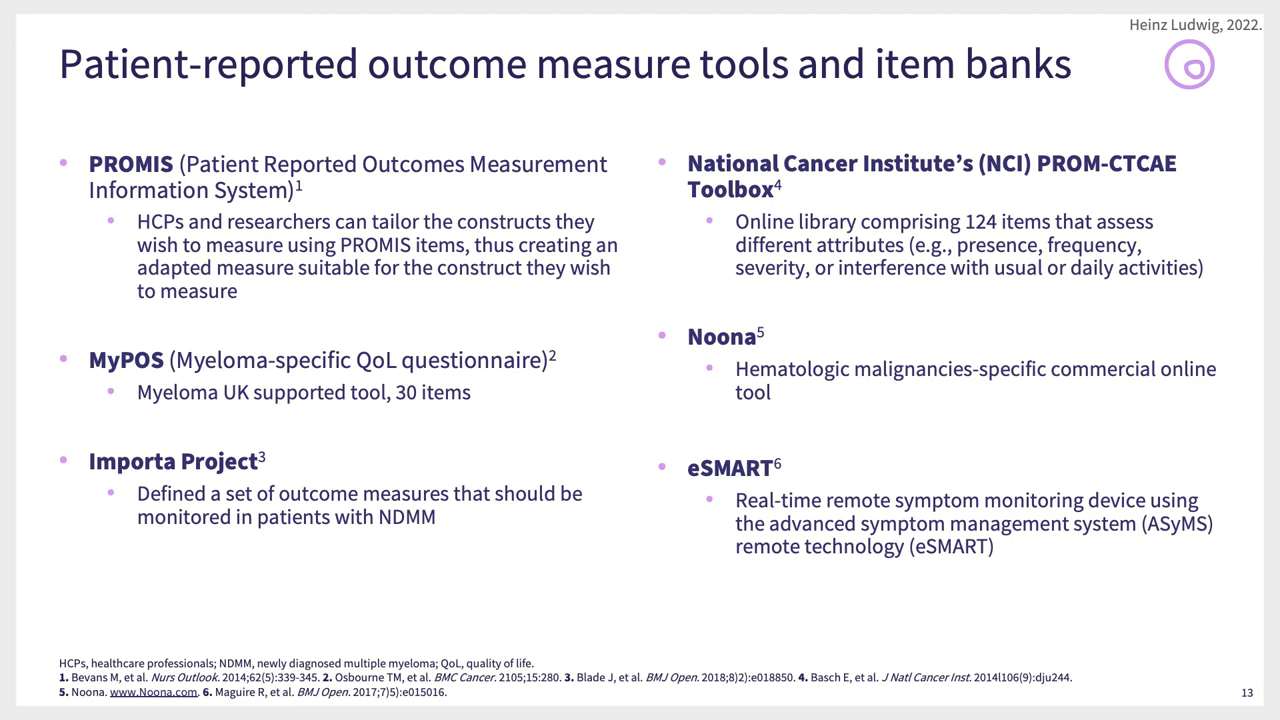 Heinz Ludwig, 2022.
Patient-reported outcome measure tools and item banks
• PROMIS (Patient Reported Outcomes Measurement
Information System)1
• HCPs and researchers can tailor the constructs they
wish to measure using PROMIS items, thus creating an
adapted measure suitable for the construct they wish
to measure
• MyPOS (Myeloma-specific QoL questionnaire)2
• Myeloma UK supported tool, 30 items
• Importa Project3
• Defined a set of outcome measures that should be
monitored in patients with NDMM
• National Cancer Institute’s (NCI) PROM-CTCAE
Toolbox4
• Online library comprising 124 items that assess
different attributes (e.g., presence, frequency,
severity, or interference with usual or daily activities)
• Noona5
• Hematologic malignancies-specific commercial online
tool
• eSMART6
• Real-time remote symptom monitoring device using
the advanced symptom management system (ASyMS)
remote technology (eSMART)
HCPs, healthcare professionals; NDMM, newly diagnosed multiple myeloma; QoL, quality of life.
1. Bevans M, et al. Nurs Outlook. 2014;62(5):339-345. 2. Osbourne TM, et al. BMC Cancer. 2105;15:280. 3. Blade J, et al. BMJ Open. 2018;8)2):e018850. 4. Basch E, et al. J Natl Cancer Inst. 2014l106(9):dju244.
5. Noona. www.Noona.com. 6. Maguire R, et al. BMJ Open. 2017;7)5):e015016.
13